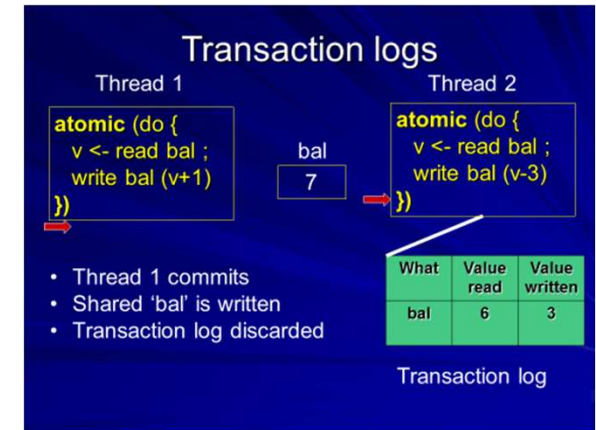 Transaction logs
Thread 1
atomic (do {
v <- read bal ;
write bal (v+1)
})
bal
7
Thread 2
atomic (do {
v <- read bal ;
write bal (v-3)
})
• Thread 1 commits
• Shared ‘bal’ is written
• Transaction log discarded
What Value read Value written
bal 6 3
Transaction log